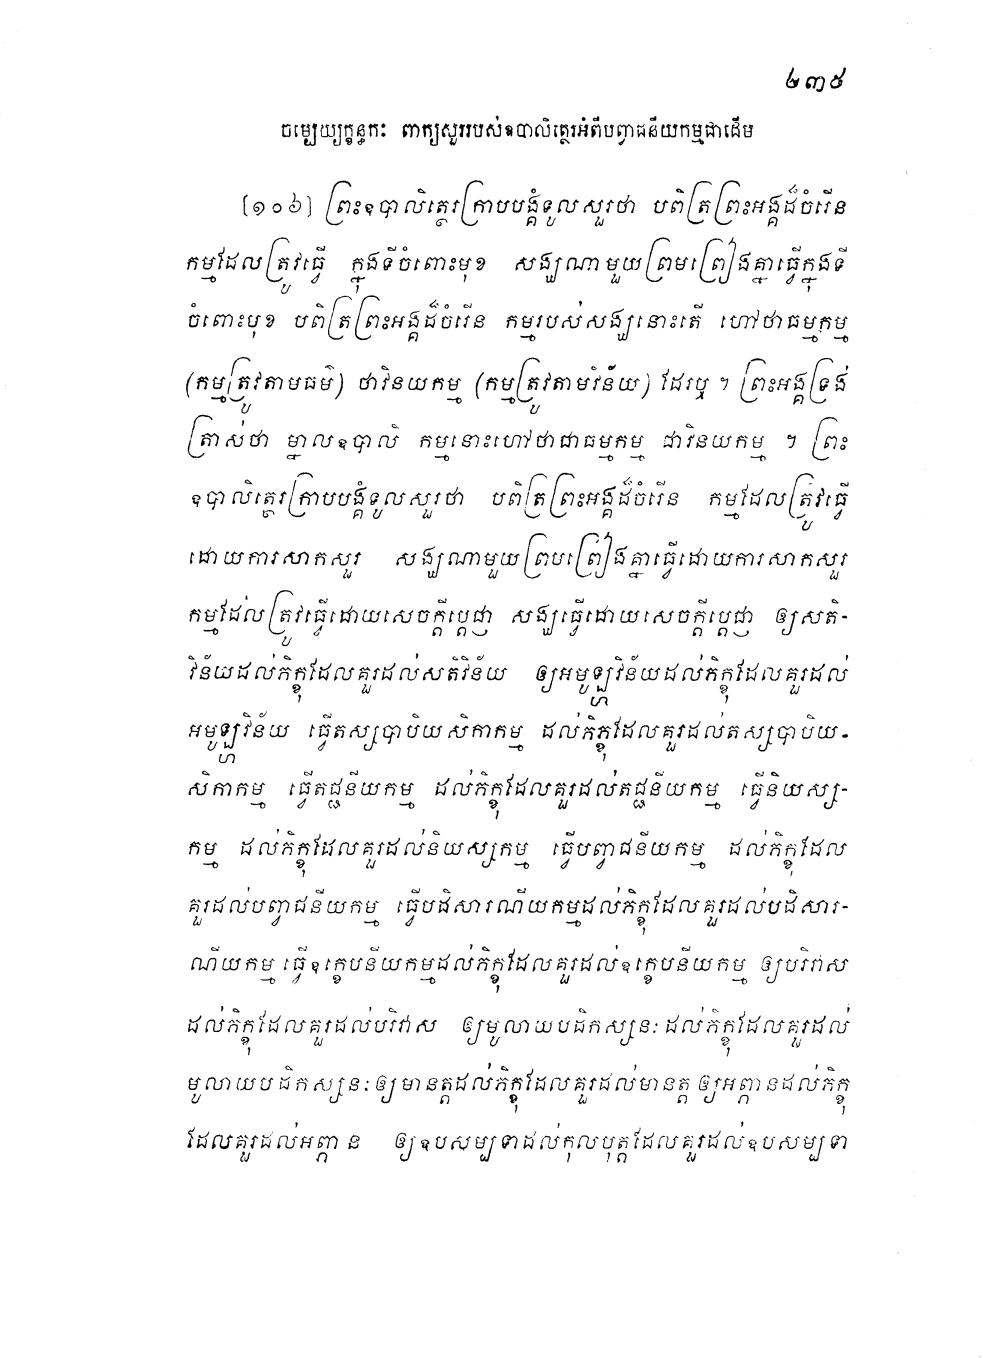 ២៣៥
ចម្បេយ្យក្ខន្ធកៈ ពាក្យសួររបស់ឧបាលិត្ថេរអំពីបញ្វាជនីយកម្មជាដើម
[១០៦] ព្រះឧបាលិត្ថេរក្រាបបង្គំទូលសួរថា បពិត្រព្រះអង្គដ៏ចំរើន
កម្មដែលត្រូវធ្វើ ក្នុងទីចំពោះមុខ សង្ឃណាមួយព្រមព្រៀងគ្នាធ្វើក្នុងទី
ចំពោះមុខ បពិត្រព្រះអង្គដ៏ចំរើន កម្មរបស់សង្ឃនោះតើ ហៅថាធម្មកម្ម
(កម្មត្រូវតាមធម៌) ថាវិនយកម្ម (កម្មត្រូវតាមវិន័យ) ដែរឬ ។ ព្រះអង្គទ្រង់
ត្រាស់ថា ម្នាលឧបាលិ កម្មនោះហៅថាជាធម្មកម្ម ជាវិនយកម្ម ។ ព្រះ
ឧបាលិត្ថេរក្រាបបង្គំទូលសួរថា បពិត្រព្រះអង្គដ៏ចំរើន កម្មដែលត្រូវធ្វើ
ដោយការសាកសួរ សង្ឃណាមួយព្រមព្រៀងគ្នាធ្វើដោយការសាកសួរ
កម្មដែលត្រូវធ្វើដោយសេចក្តីប្តេជ្ញា សង្ឃធ្វើដោយសេចក្តីប្តេជ្ញា ឲ្យសតិ-
វិន័យដល់ភិក្ខុដែលគួរដល់សតិវិន័យ ឲ្យអមូឡ្ហវិន័យដល់ភិក្ខុដែលគួរដល់
អមូឡ្ហវិន័យ ធ្វើតស្សបាបិយសិកាកម្ម ដល់ភិក្ខុដែលគួរដល់តស្សបាបិយ-
សិកាកម្ម ធ្វើតជ្ជនីយកម្ម ដល់ភិក្ខុដែលគួរដល់តជ្ជនីយកម្ម ធ្វើនិយស្ស-
កម្ម ដល់ភិក្ខុដែលគួរដល់និយស្សកម្ម ធ្វើបញ្វាជនីយកម្ម ដល់ភិក្ខុដែល
គួរដល់បញ្វាជនីយកម្ម ធ្វើបដិសារណីយកម្មដល់ភិក្ខុដែលគួរដល់បដិសារ-
ណីយកម្ម ធ្វើឧក្ខេបនីយកម្មដល់ភិក្ខុដែលគួរដល់ឧក្ខេបនីយកម្ម ឲ្យបរិវាស
ដល់ភិក្ខុដែលគួរដល់បរិវាស ឲ្យមូលាយបដិកស្សនៈដល់ភិក្ខុដែលគួរដល់
មូលាយបដិកស្សនៈ ឲ្យមានត្តដល់ភិក្ខុដែលគួរដល់មានត្ត ឲ្យអព្ភានដល់ភិក្ខុ
ដែលគួរដល់អព្ភាន ឲ្យឧបសម្បទាដល់កុលបុត្តដែលគួរដល់ឧបសម្បទា